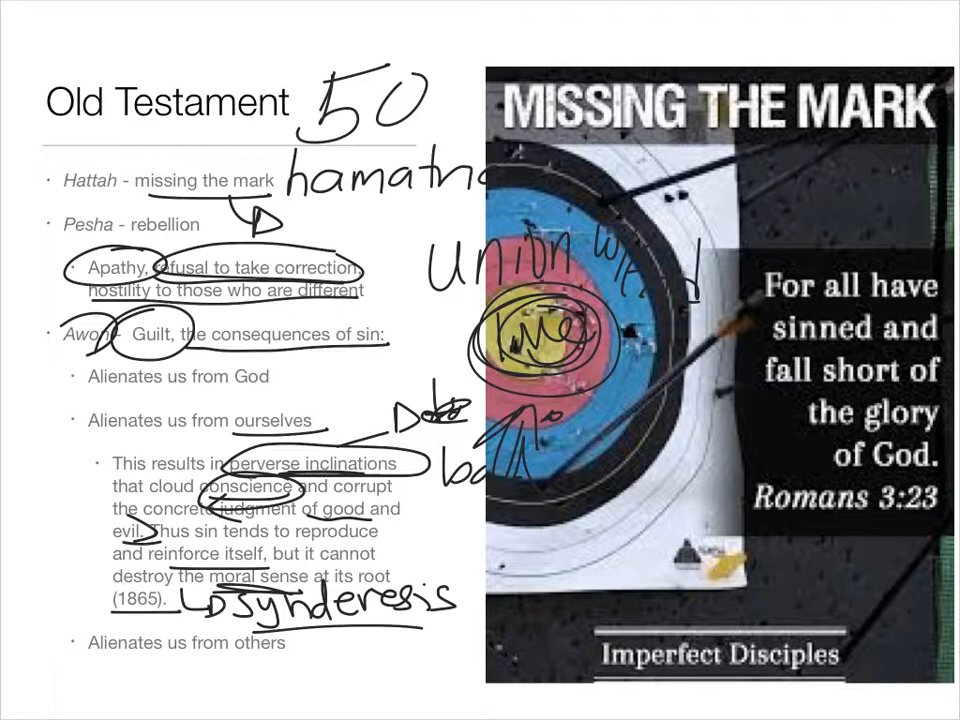 Old Testament 50
· Hattah - missing the mark
· Pesha - rebellion
· Apathy, refusal to take correction,
hostility to those who are different
· Awon - Guilt, the consequences of sin:
· Alienates us from God
· Alienates us from ourselves
· This results in perverse inclinations
that cloud conscience and corrupt
the concrete judgment of good and
evil. Thus sin tends to reproduce
and reinforce itself, but it cannot
destroy the moral sense at its root
(1865). synderesis
· Alienates us from others
MISSING THE MARK
Union
For all have
sinned and
fall short of
the glory
of God.
Romans 3:23
Imperfect Disciples